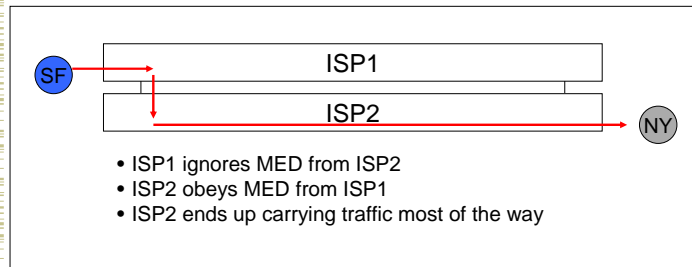 ISP1
SF
ISP2
NY
• ISP1 ignores MED from ISP2
• ISP2 obeys MED from ISP1
• ISP2 ends up carrying traffic most of the way